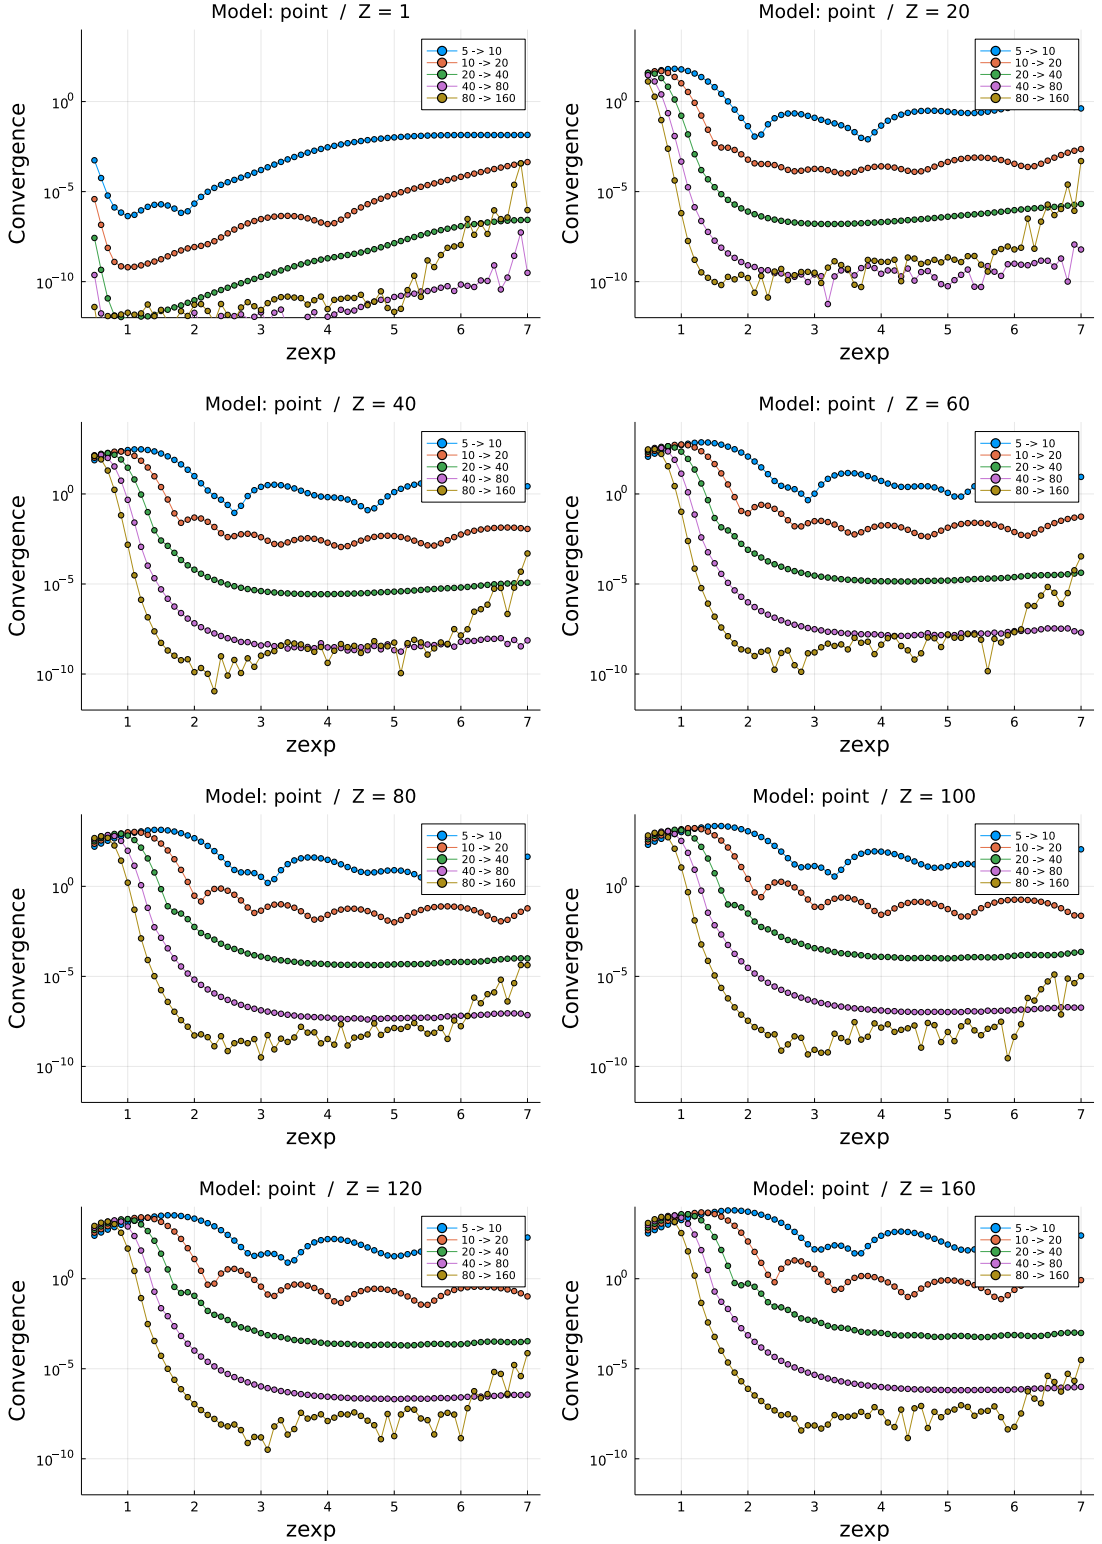 Model: point / Z = 1
Convergence
10^0
10^-5
10^-10
5 -> 10
10 -> 20
20 -> 40
40 -> 80
80 -> 160
1 2 3 4 5 6 7
zexp
Model: point / Z = 20
Convergence
10^0
10^-5
10^-10
5 -> 10
10 -> 20
20 -> 40
40 -> 80
80 -> 160
1 2 3 4 5 6 7
zexp
Model: point / Z = 40
Convergence
10^0
10^-5
10^-10
5 -> 10
10 -> 20
20 -> 40
40 -> 80
80 -> 160
1 2 3 4 5 6 7
zexp
Model: point / Z = 60
Convergence
10^0
10^-5
10^-10
5 -> 10
10 -> 20
20 -> 40
40 -> 80
80 -> 160
1 2 3 4 5 6 7
zexp
Model: point / Z = 80
Convergence
10^0
10^-5
10^-10
5 -> 10
10 -> 20
20 -> 40
40 -> 80
80 -> 160
1 2 3 4 5 6 7
zexp
Model: point / Z = 100
Convergence
10^0
10^-5
10^-10
5 -> 10
10 -> 20
20 -> 40
40 -> 80
80 -> 160
1 2 3 4 5 6 7
zexp
Model: point / Z = 120
Convergence
10^0
10^-5
10^-10
5 -> 10
10 -> 20
20 -> 40
40 -> 80
80 -> 160
1 2 3 4 5 6 7
zexp
Model: point / Z = 160
Convergence
10^0
10^-5
10^-10
5 -> 10
10 -> 20
20 -> 40
40 -> 80
80 -> 160
1 2 3 4 5 6 7
zexp